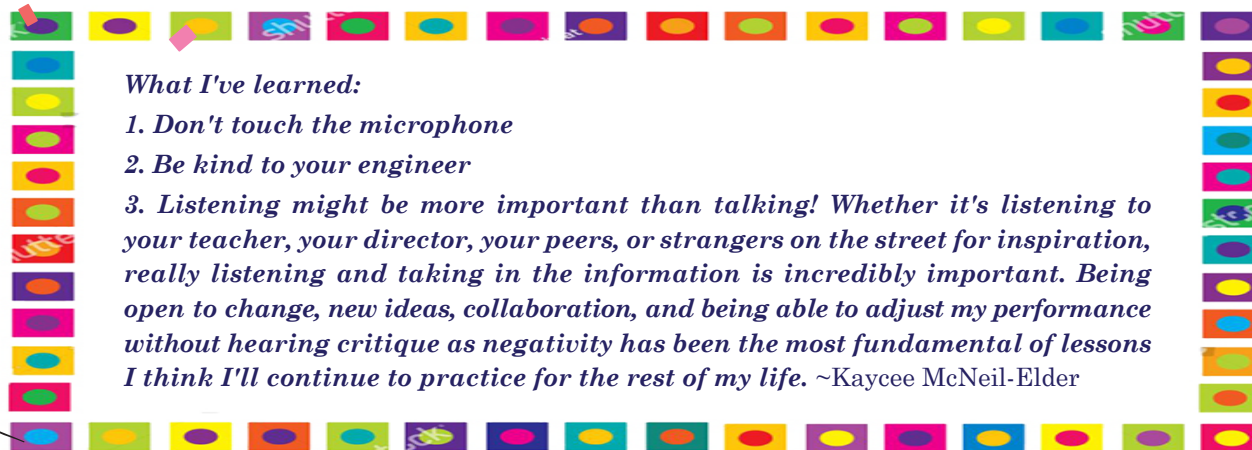 What I've learned:
1. Don't touch the microphone
2. Be kind to your engineer
3. Listening might be more important than talking! Whether it's listening to
your teacher, your director, your peers, or strangers on the street for inspiration,
really listening and taking in the information is incredibly important. Being
open to change, new ideas, collaboration, and being able to adjust my performance
without hearing critique as negativity has been the most fundamental of lessons
I think I'll continue to practice for the rest of my life. ~Kaycee McNeil-Elder